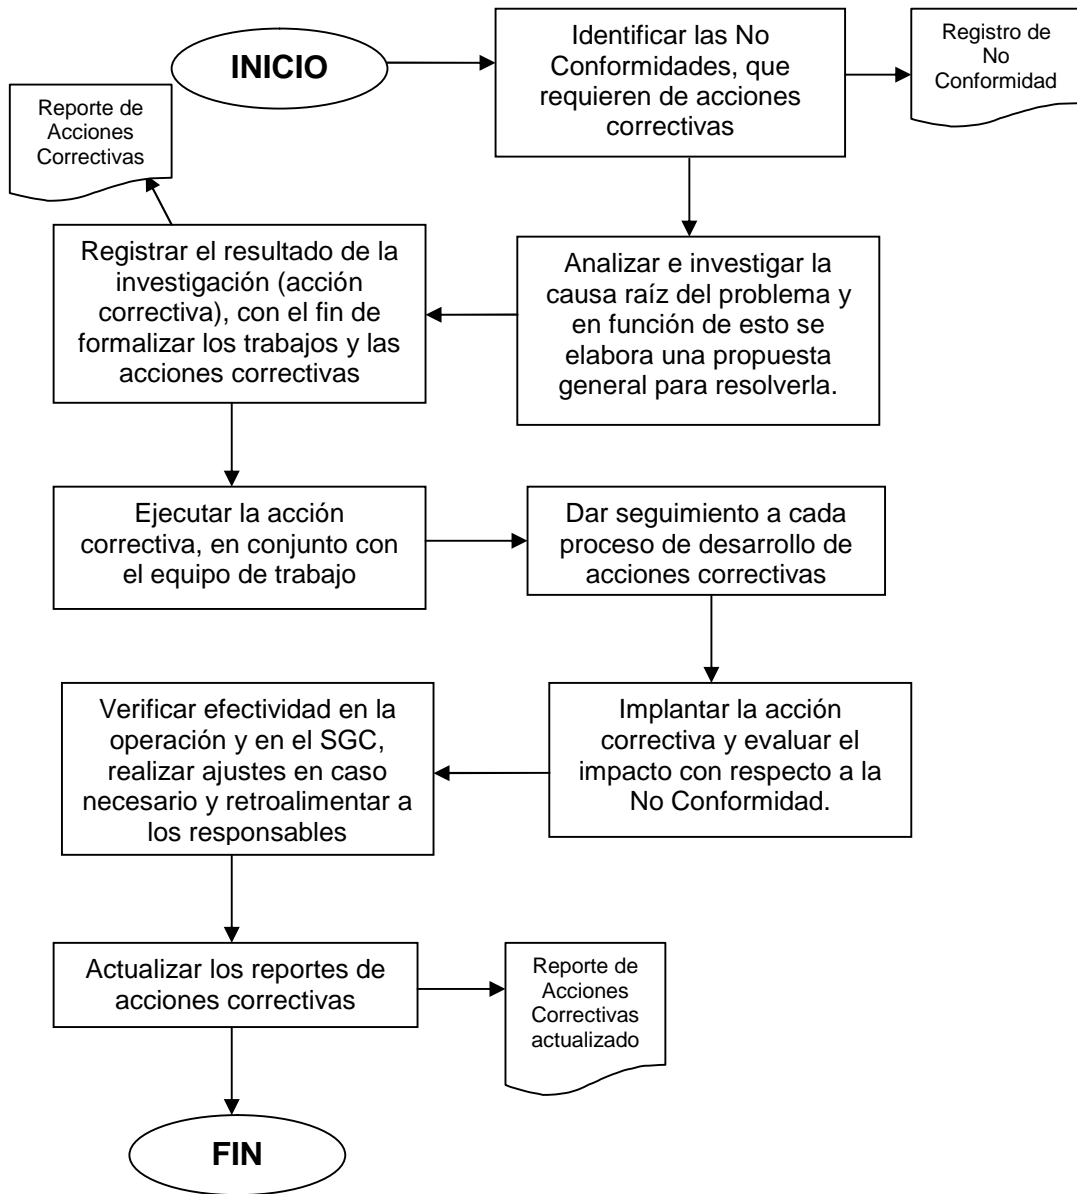 INICIO
Identificar las No
Conformidades, que
requieren de acciones
correctivas
Registro de
No
Conformidad
Reporte de
Acciones
Correctivas
Analizar e investigar la
causa raíz del problema y
en función de esto se
elabora una propuesta
general para resolverla.
Registrar el resultado de la
investigación (acción
correctiva), con el fin de
formalizar los trabajos y las
acciones correctivas
Ejecutar la acción
correctiva, en conjunto con
el equipo de trabajo
Dar seguimiento a cada
proceso de desarrollo de
acciones correctivas
Implantar la acción
correctiva y evaluar el
impacto con respecto a la
No Conformidad.
Verificar efectividad en la
operación y en el SGC,
realizar ajustes en caso
necesario y retroalimentar a
los responsables
Actualizar los reportes de
acciones correctivas
Reporte de
Acciones
Correctivas
actualizado
FIN